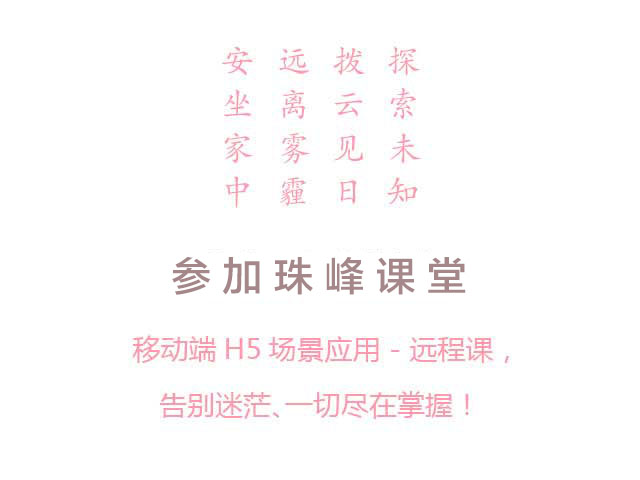 探索未知
拨云见日
远离雾霾
安坐家中
参加珠峰课堂
移动端 H5 场景应用 - 远程课，
告别迷茫、一切尽在掌握！